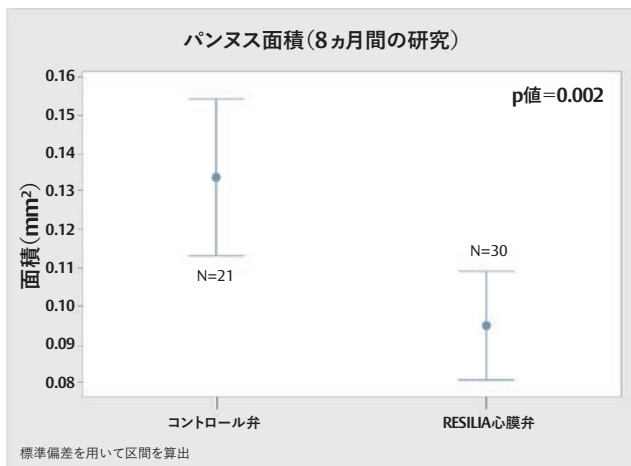 パンヌス面積（8ヵ月間の研究）
p値＝0.002
面積（mm²）
0.16
0.15
0.14
0.13
0.12
0.11
0.10
0.09
0.08
N=21
N=30
コントロール弁
RESILIA心膜弁
標準偏差を用いて区間を算出